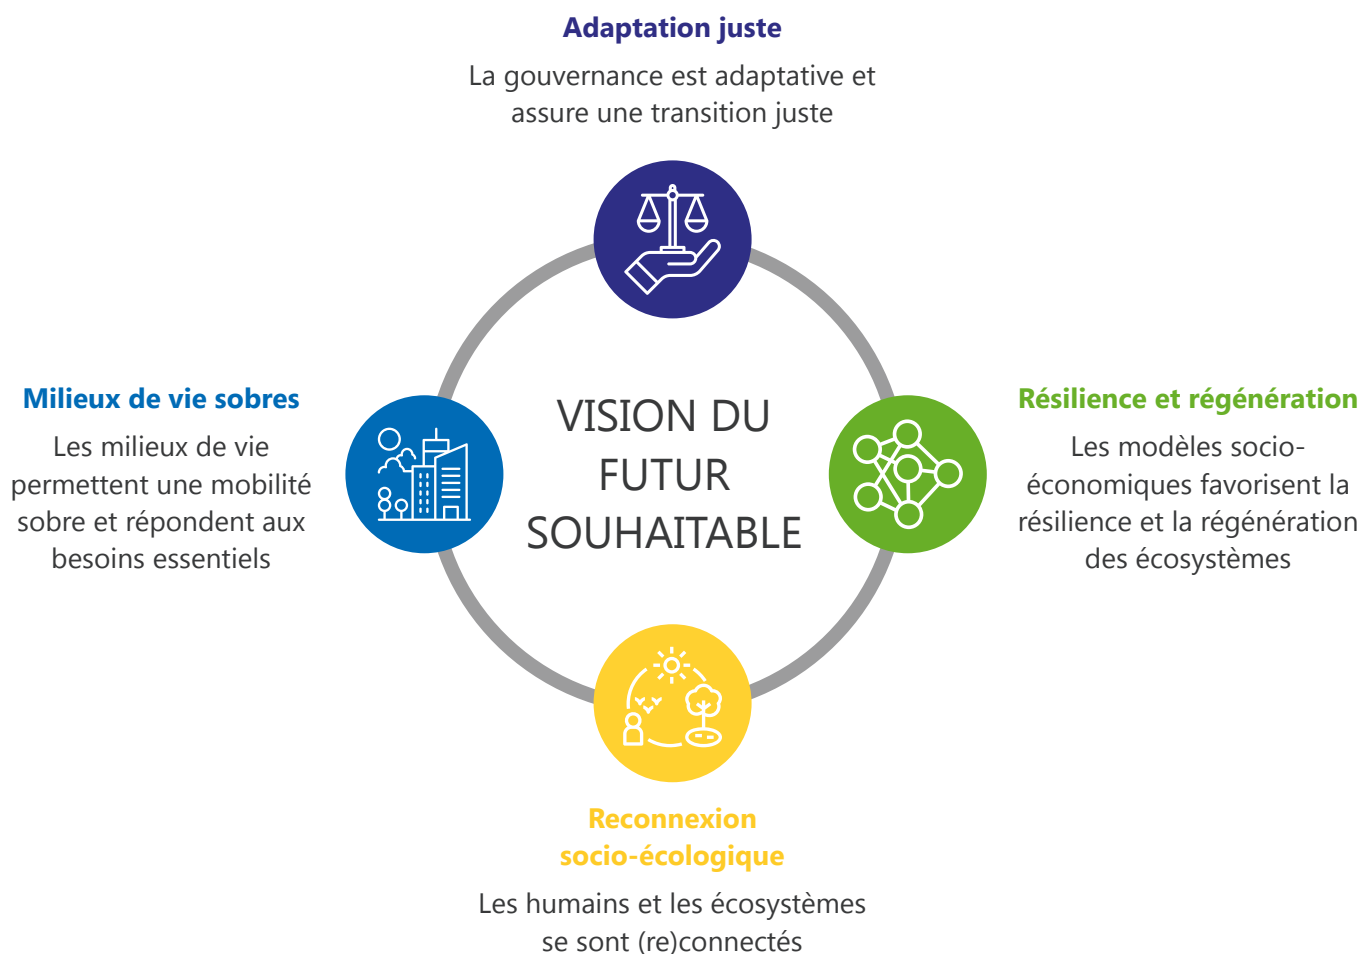 Adaptation juste
La gouvernance est adaptative et
assure une transition juste
Milieux de vie sobres
Les milieux de vie
permettent une mobilité
sobre et répondent aux
besoins essentiels
VISION DU
FUTUR
SOUHAITABLE
Résilience et régénération
Les modèles socio-
économiques favorisent la
résilience et la régénération
des écosystèmes
Reconnexion
socio-écologique
Les humains et les écosystèmes
se sont (re)connectés